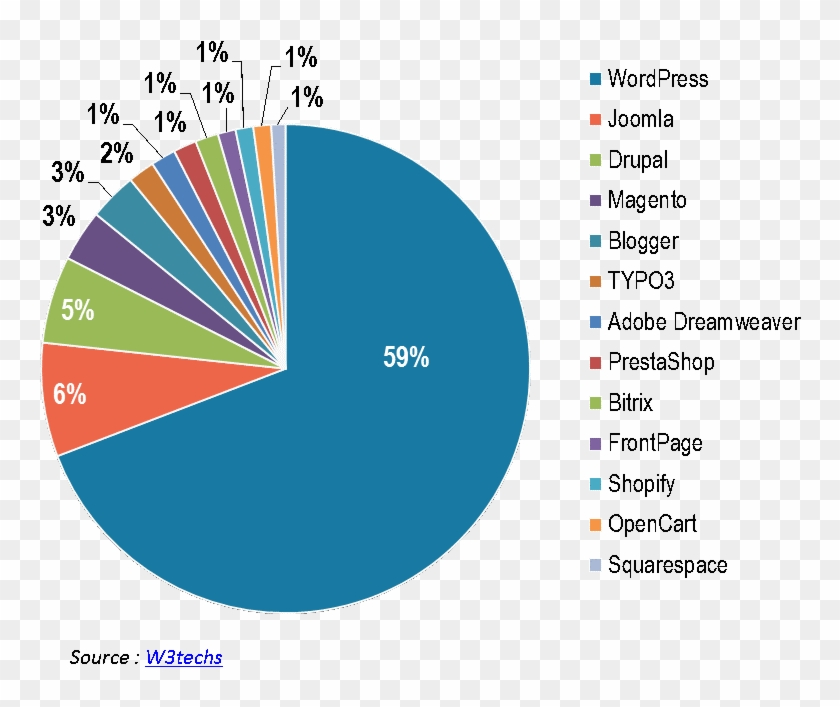 1%
1%
1%
1%
1%
1%
1%
2%
3%
3%
5%
6%
59%
WordPress
Joomla
Drupal
Magento
Blogger
TYPO3
Adobe Dreamweaver
PrestaShop
Bitrix
FrontPage
Shopify
OpenCart
Squarespace
Source : W3techs